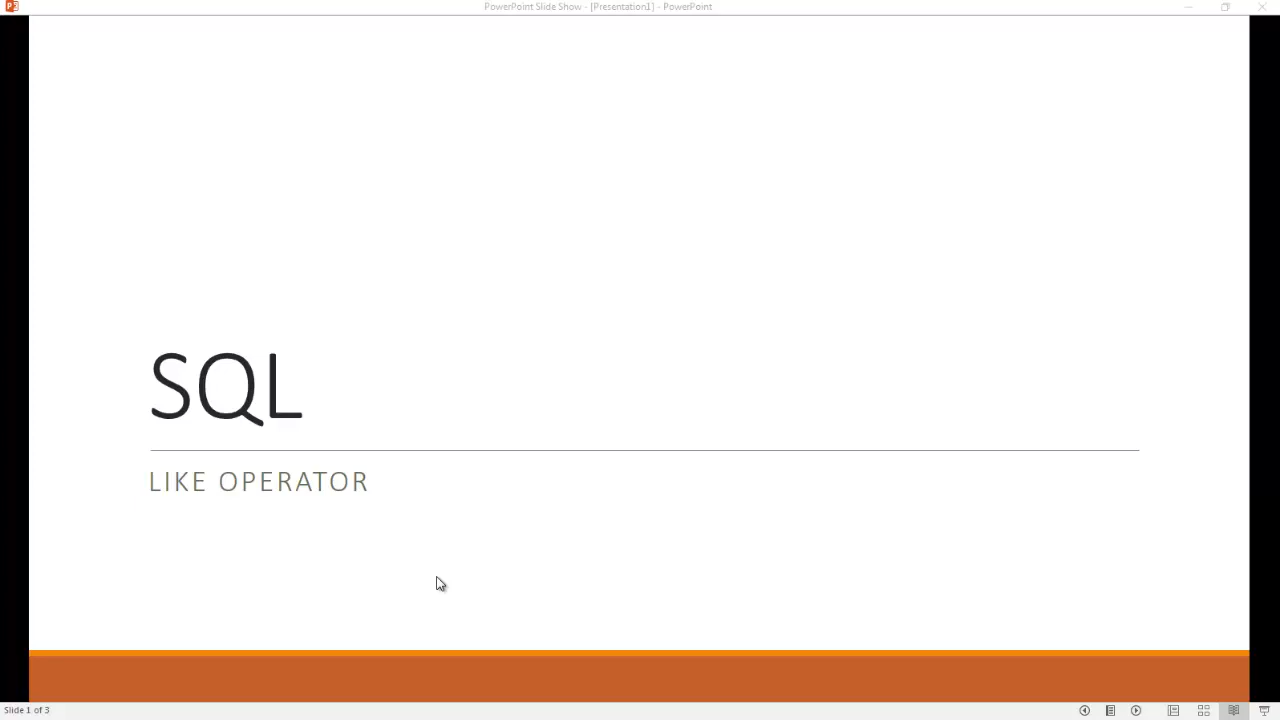 PowerPoint Slide Show - [Presentation1] - PowerPoint
SQL
LIKE OPERATOR
Slide 1 of 3